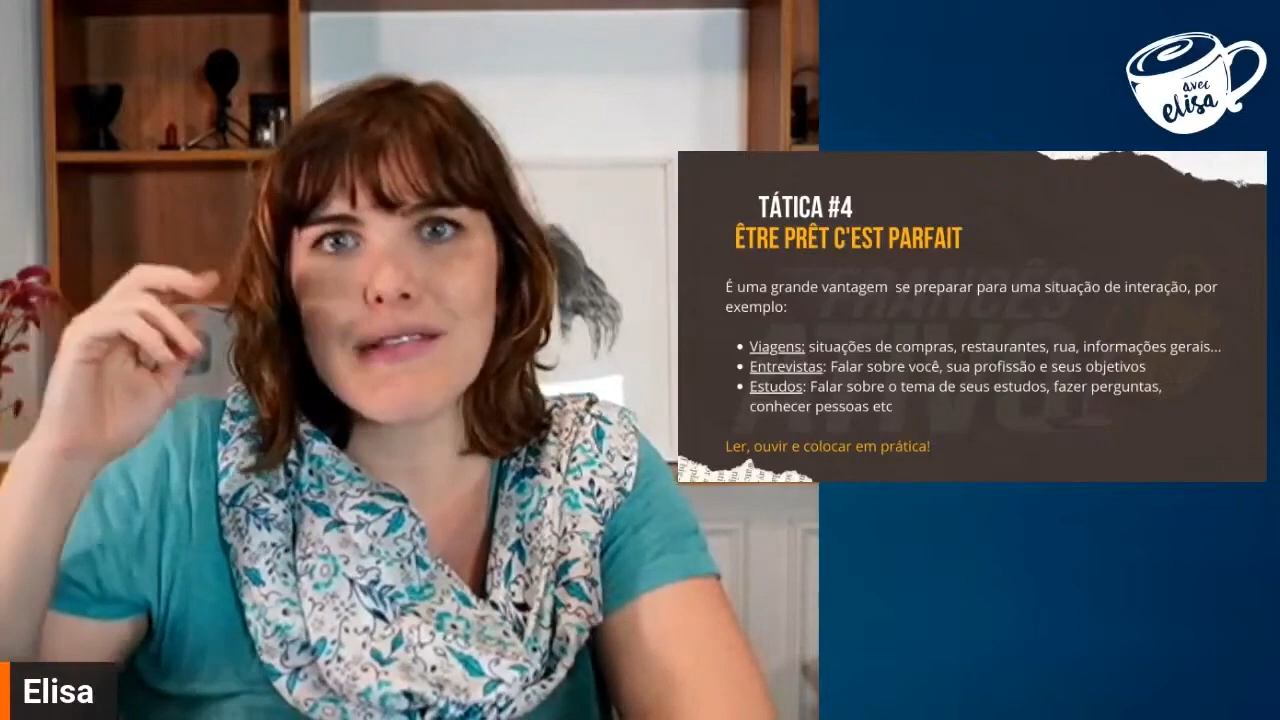 avec
elisa
TÁTICA #4
ÊTRE PRÊT C'EST PARFAIT
É uma grande vantagem se preparar para uma situação de interação, por
exemplo:
Viagens: situações de compras, restaurantes, rua, informações gerais...
Entrevistas: Falar sobre você, sua profissão e seus objetivos
Estudos: Falar sobre o tema de seus estudos, fazer perguntas,
conhecer pessoas etc
Ler, ouvir e colocar em prática!
FRANCÊS
ATIVO
Elisa